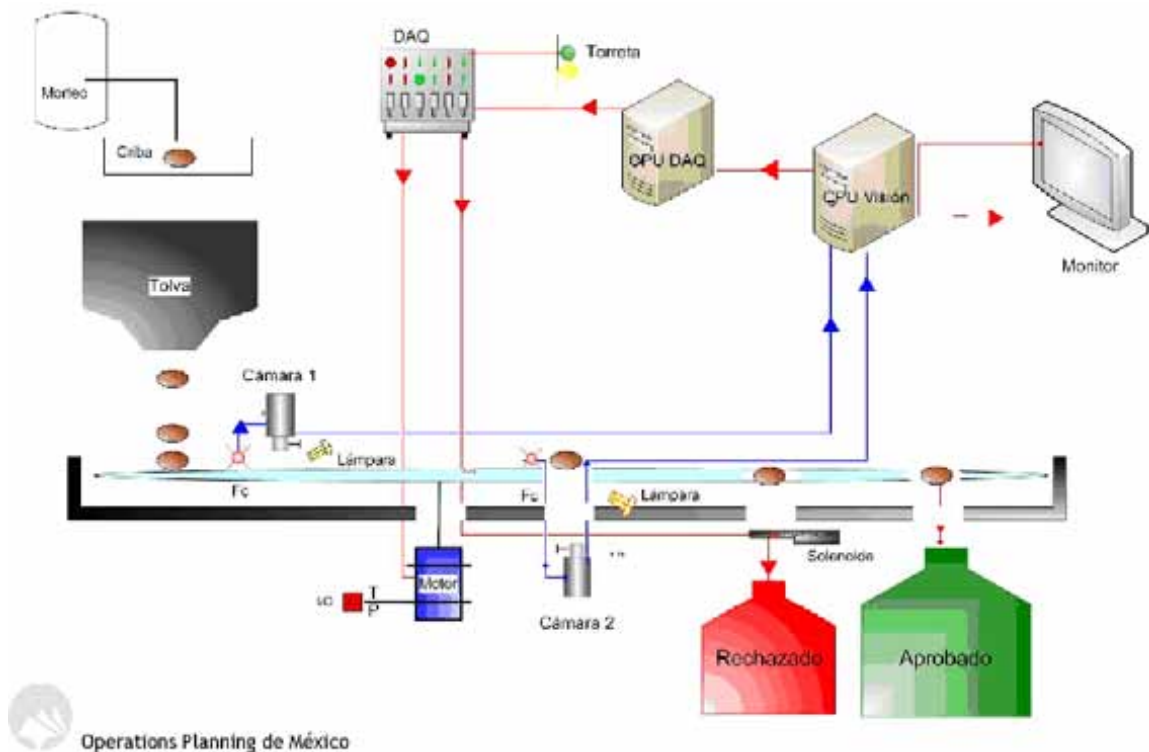 DAQ
Torreta
Criba
CPU DAQ
CPU Visión
Tolva
Monitor
Cámara 1
Lámpara
Fc
Fc
Lámpara
Solenoide
Motor
Cámara 2
T
P
Rechazado
Aprobado
Operations Planning de México